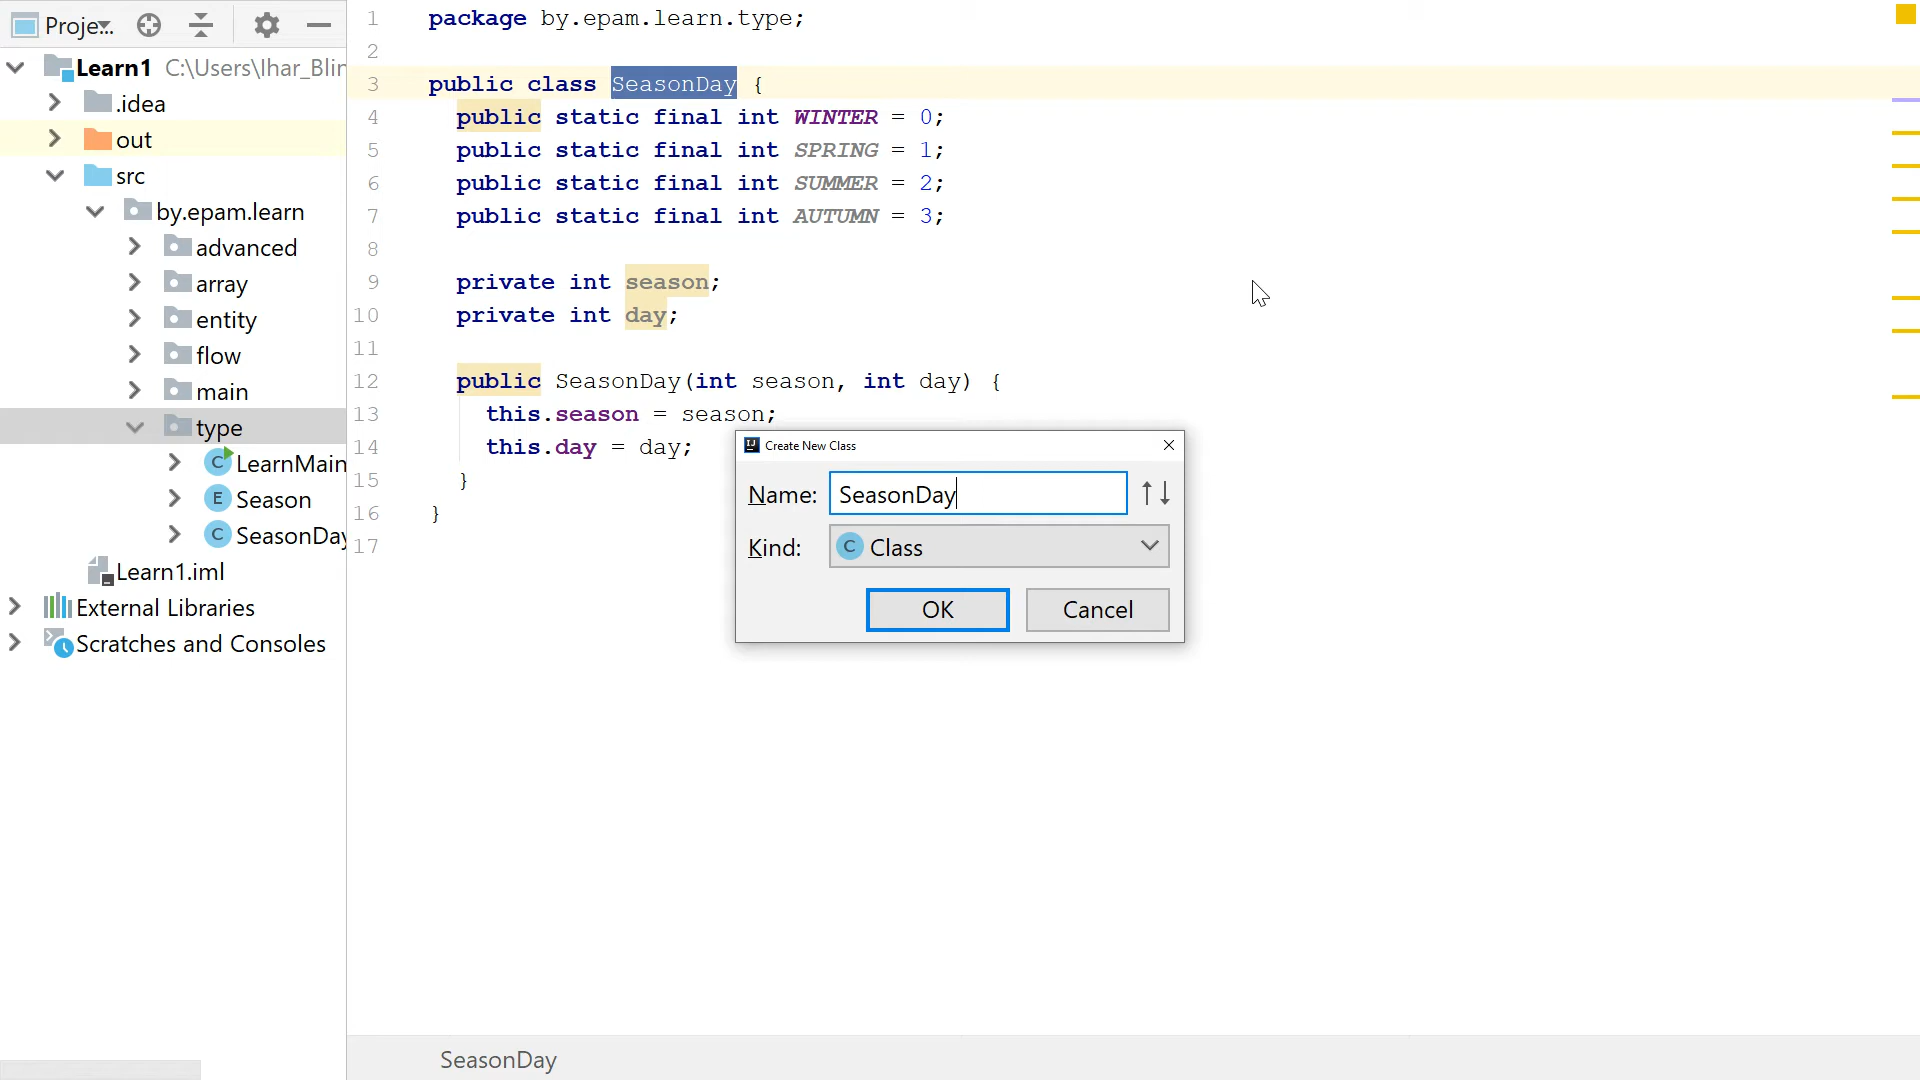 Proje...
Learn1 C:\Users\Ihar_Blin
.idea
out
src
by.epam.learn
advanced
array
entity
flow
main
type
C LearnMain
E Season
C SeasonDay
Learn1.iml
External Libraries
Scratches and Consoles
1 package by.epam.learn.type;
2
3 public class SeasonDay {
4 public static final int WINTER = 0;
5 public static final int SPRING = 1;
6 public static final int SUMMER = 2;
7 public static final int AUTUMN = 3;
8
9 private int season;
10 private int day;
11
12 public SeasonDay(int season, int day) {
13 this.season = season;
14 this.day = day;
15 }
16 }
17
IJ Create New Class
Name: SeasonDay
Kind: C Class
OK Cancel
SeasonDay